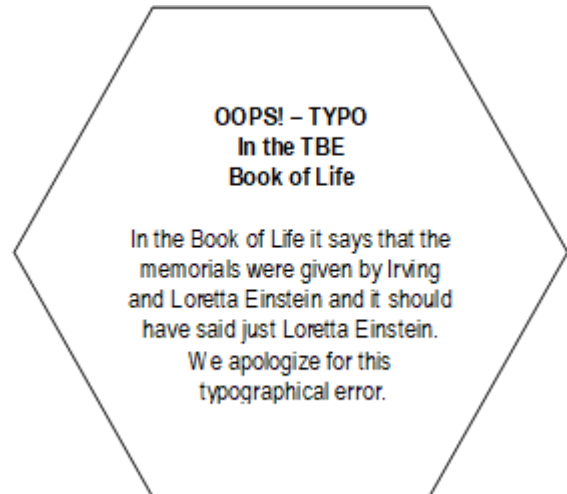 OOPS! – TYPO
In the TBE
Book of Life
In the Book of Life it says that the
memorials were given by Irving
and Loretta Einstein and it should
have said just Loretta Einstein.
We apologize for this
typographical error.